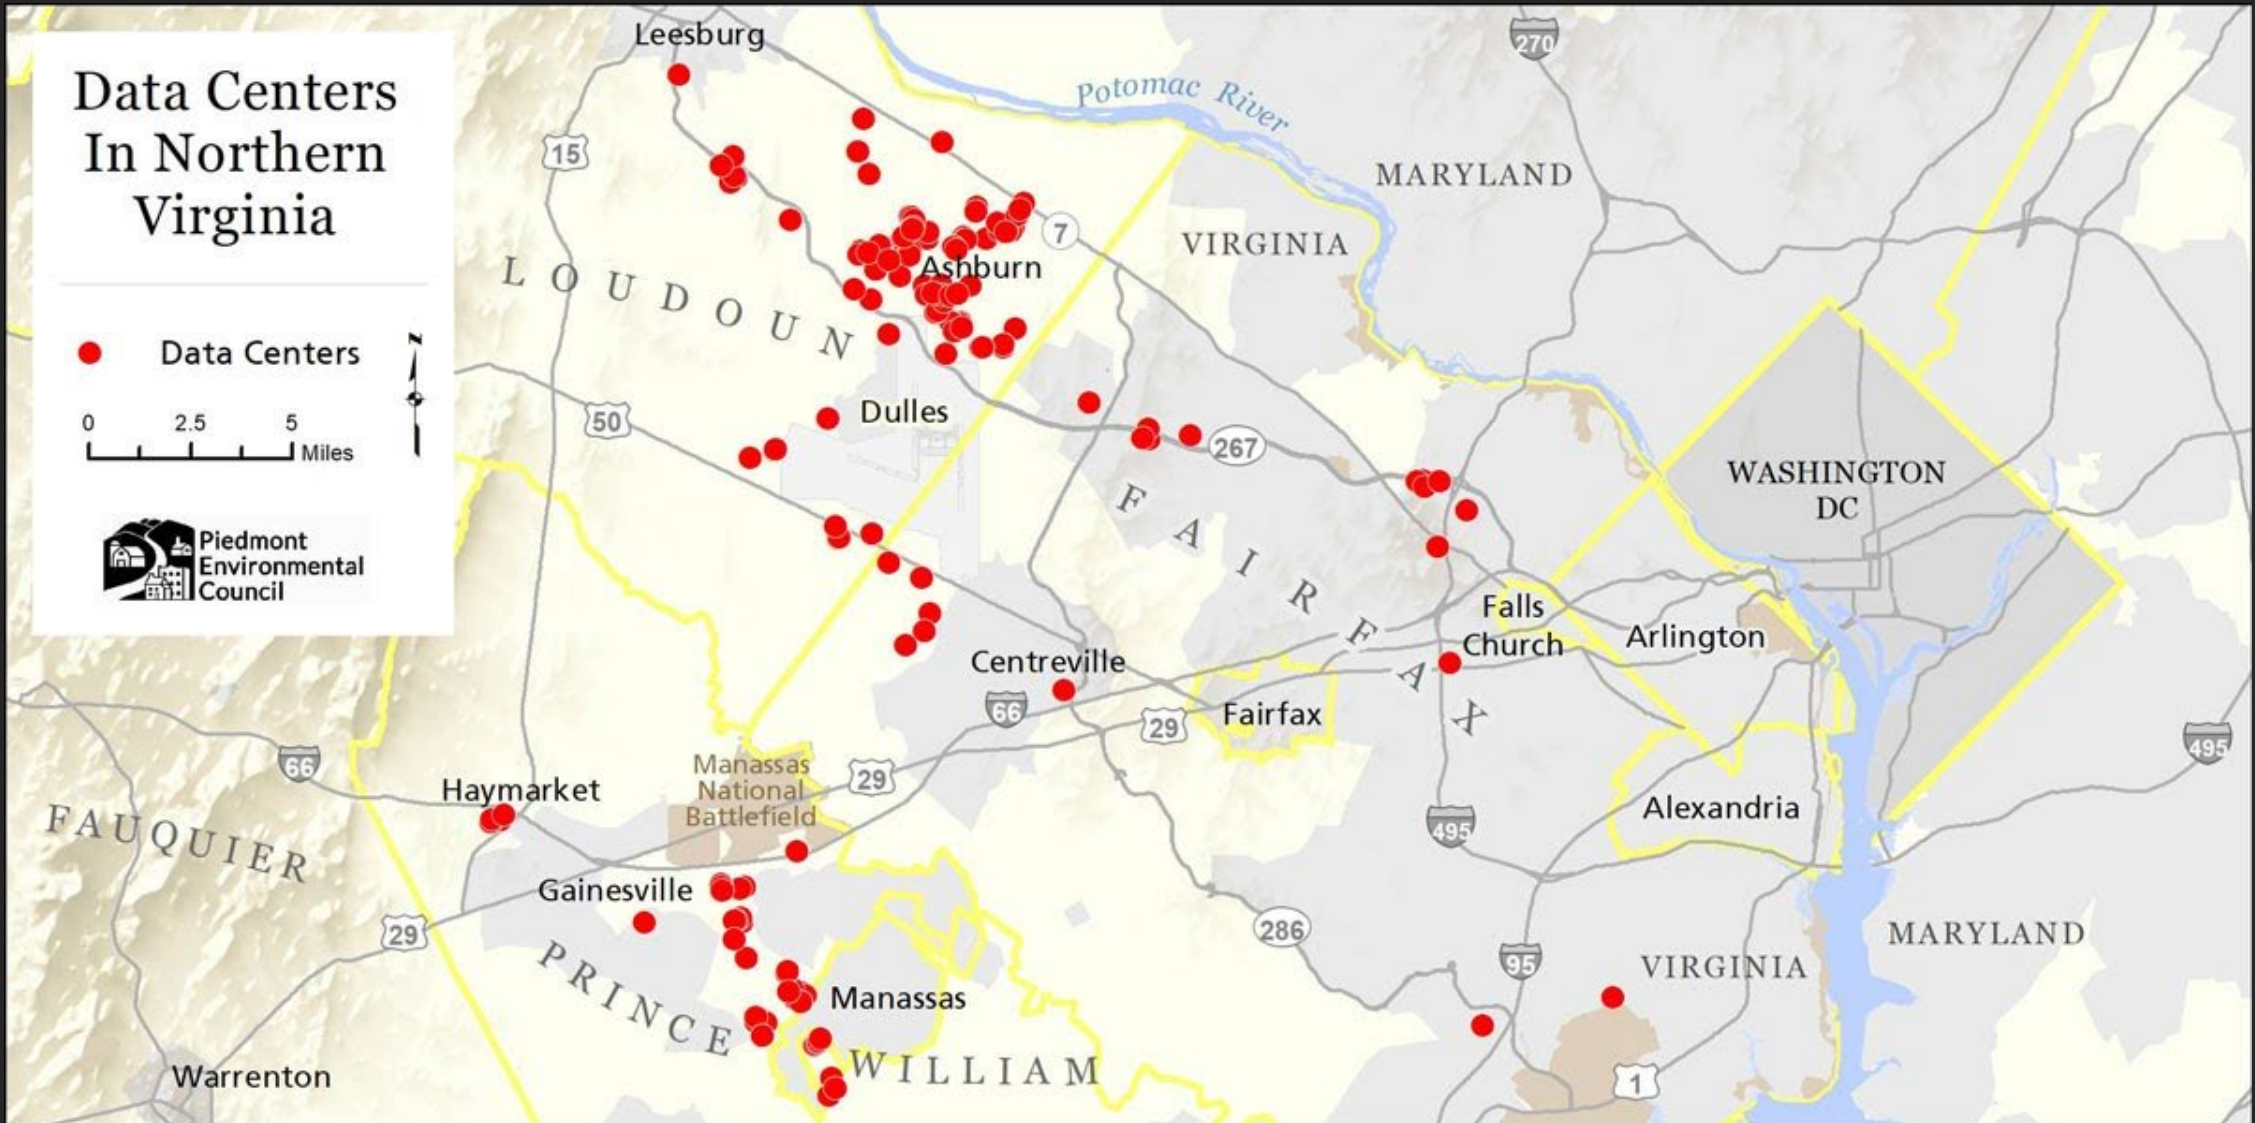 Data Centers
In Northern
Virginia
Data Centers
N
0 2.5 5
Miles
Piedmont
Environmental
Council
Leesburg
270
Potomac River
15
MARYLAND
7
VIRGINIA
Ashburn
LOUDOUN
Dulles
50
267
WASHINGTON
DC
FAIRFAX
Falls
Church
Arlington
Centreville
66
29
Fairfax
495
66
Manassas
National
Battlefield
29
Haymarket
Alexandria
495
FAUQUIER
Gainesville
29
286
MARYLAND
95
VIRGINIA
PRINCE
Manassas
WILLIAM
Warrenton
1